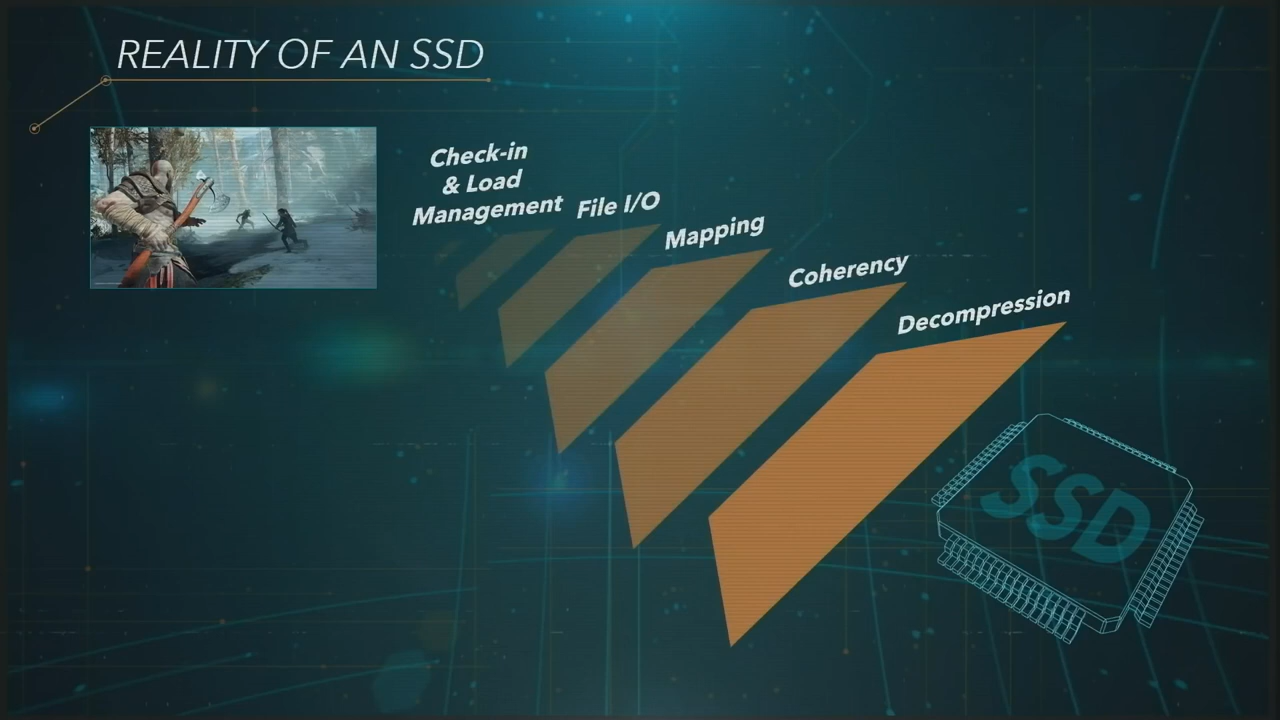 REALITY OF AN SSD
Check-in
& Load
Management
File I/O
Mapping
Coherency
Decompression
SSD